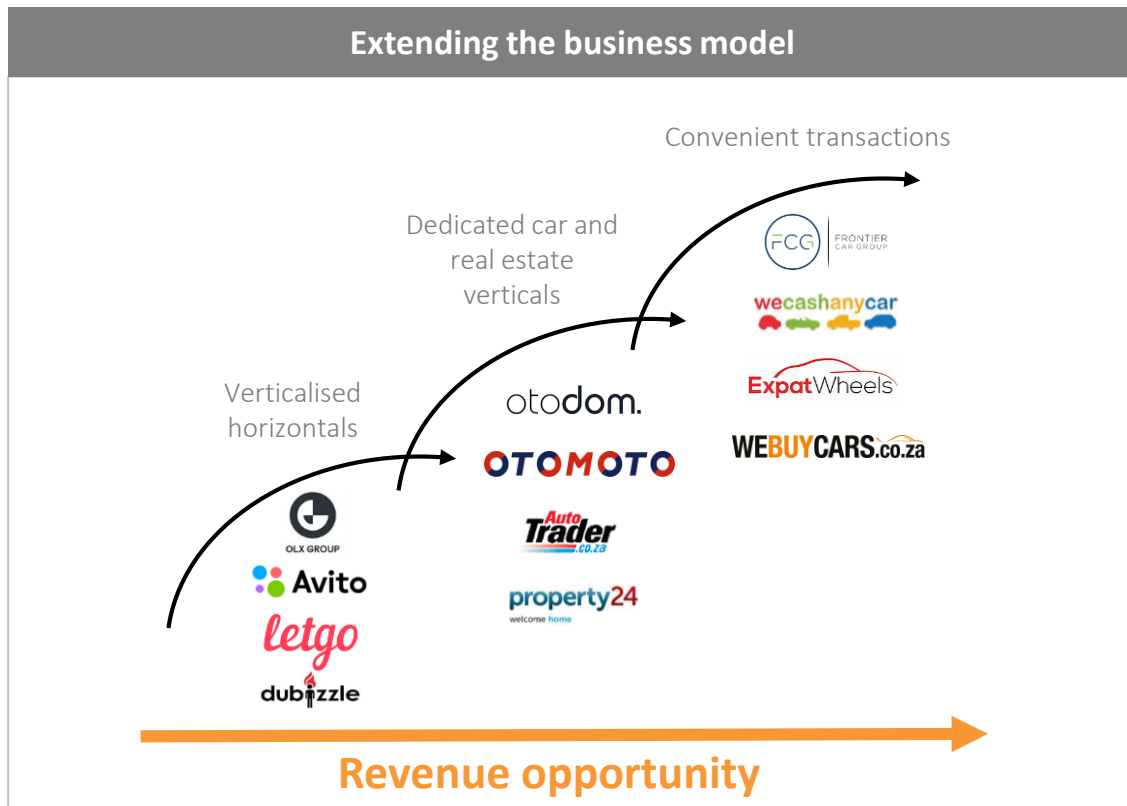 Extending the business model
Convenient transactions
Dedicated car and
real estate
verticals
Verticalised
horizontals
FCG
FRONTIER
CAR GROUP
wecashanycar
ExpatWheels
WEBUYCARS.co.za
otodom.
OTOMOTO
Auto
Trader
.co.za
property24
welcome home
OLX GROUP
Avito
letgo
dubizzle
Revenue opportunity